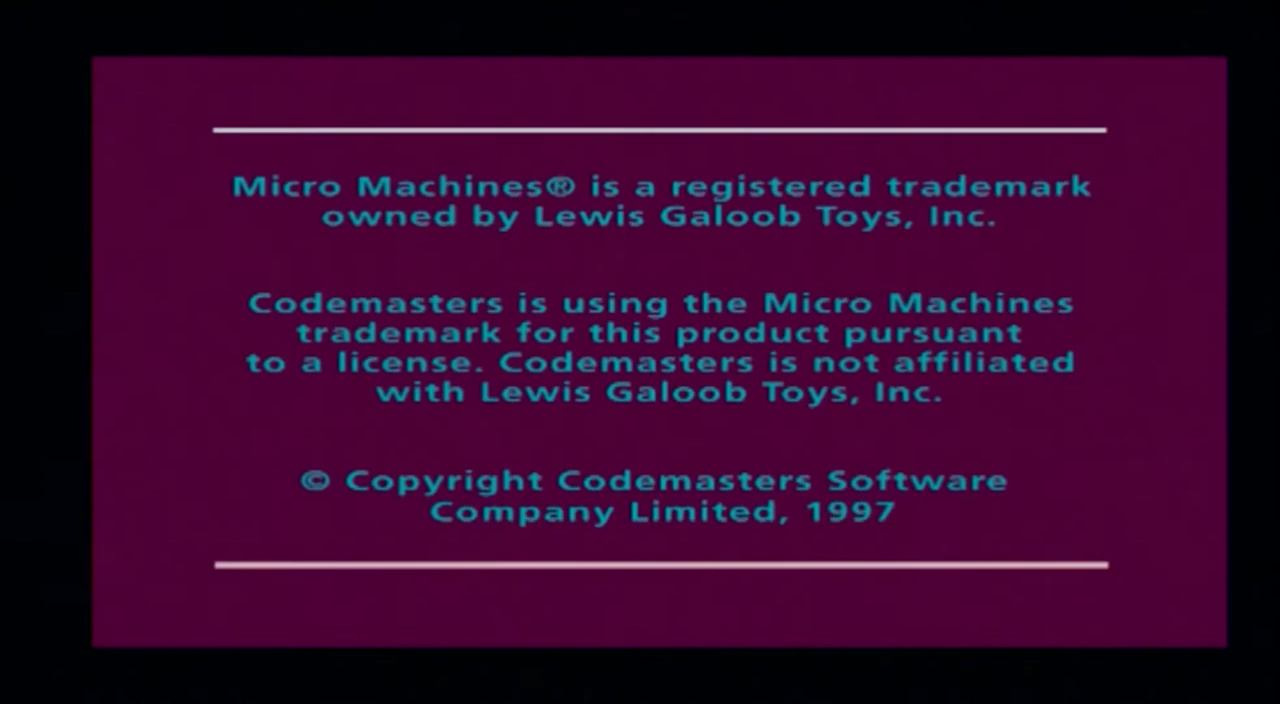 Micro Machines® is a registered trademark
owned by Lewis Galoob Toys, Inc.
Codemasters is using the Micro Machines
trademark for this product pursuant
to a license. Codemasters is not affiliated
with Lewis Galoob Toys, Inc.
© Copyright Codemasters Software
Company Limited, 1997